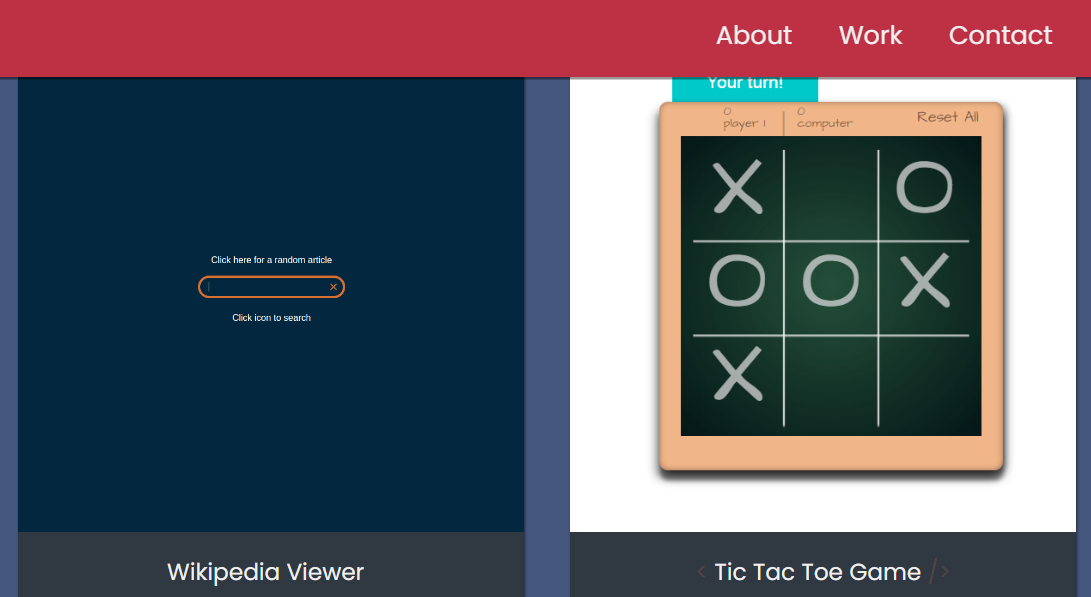 About Work Contact
Click here for a random article
Click icon to search
Wikipedia Viewer
Your turn!
0 0
player 1 computer Reset All
X O
O O X
X
< Tic Tac Toe Game />